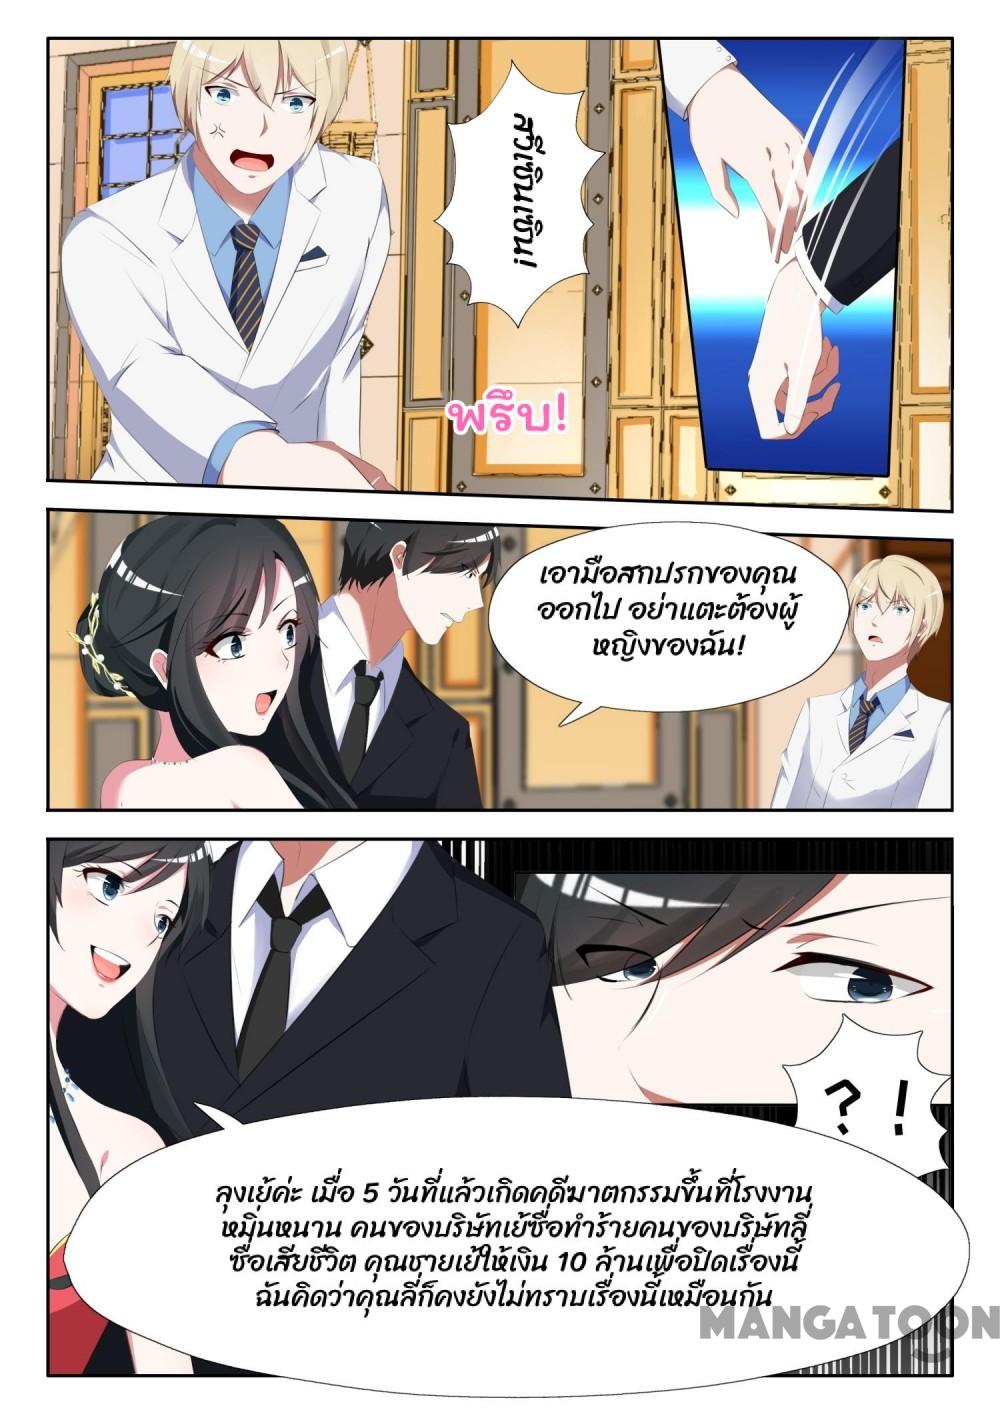 สวีเซินเซิน!
พรึบ!
เอามือสกปรกของคุณ
ออกไป อย่าแตะต้องผู้
หญิงของฉัน!
? !
ลุงเย้ค่ะ เมื่อ 5 วันที่แล้วเกิดคดีฆาตกรรมขึ้นที่โรงงาน
หมิ่นหนาน คนของบริษัทเย้ซื่อทำร้ายคนของบริษัทลี่
ซื่อเสียชีวิต คุณชายเย้ให้เงิน 10 ล้านเพื่อปิดเรื่องนี้
ฉันคิดว่าคุณลี่ก็คงยังไม่ทราบเรื่องนี้เหมือนกัน
MANGATOON